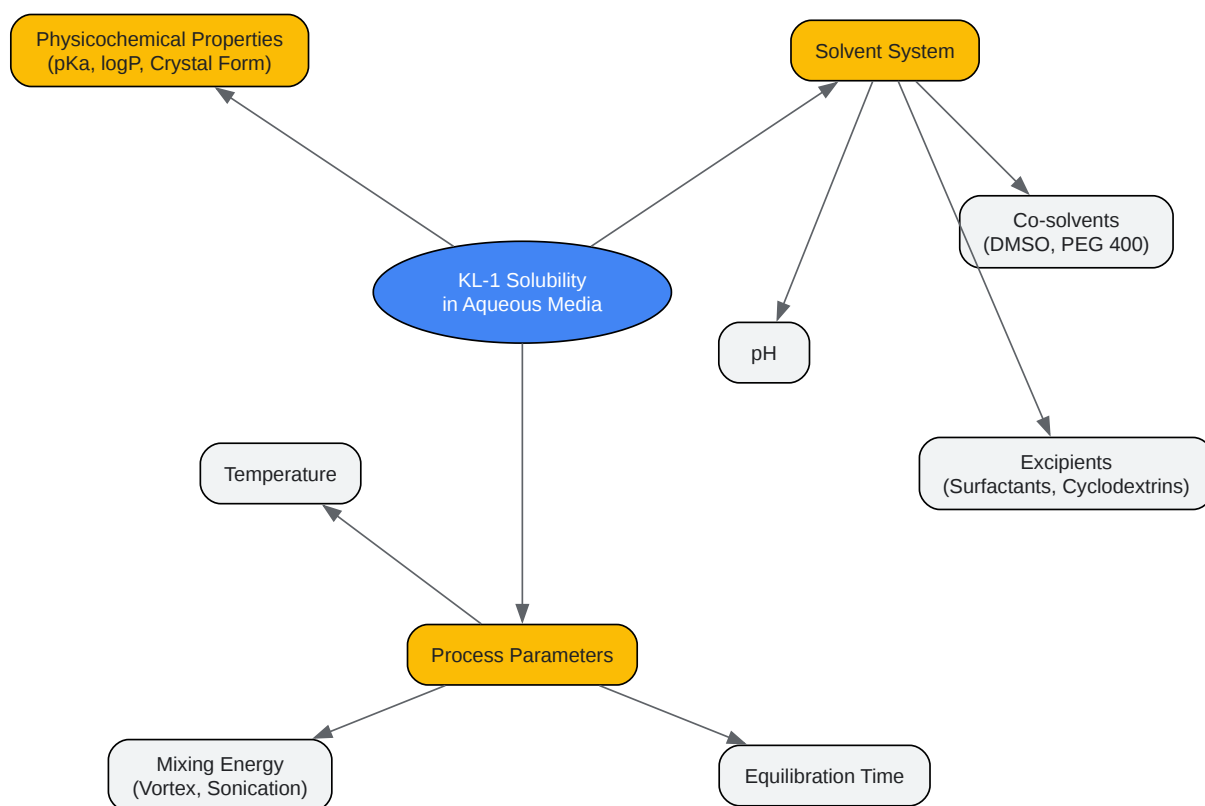 Physicochemical Properties
(pKa, logP, Crystal Form)
Solvent System
Co-solvents
(DMSO, PEG 400)
KL-1 Solubility
in Aqueous Media
pH
Temperature
Excipients
(Surfactants, Cyclodextrins)
Process Parameters
Mixing Energy
(Vortex, Sonication)
Equilibration Time